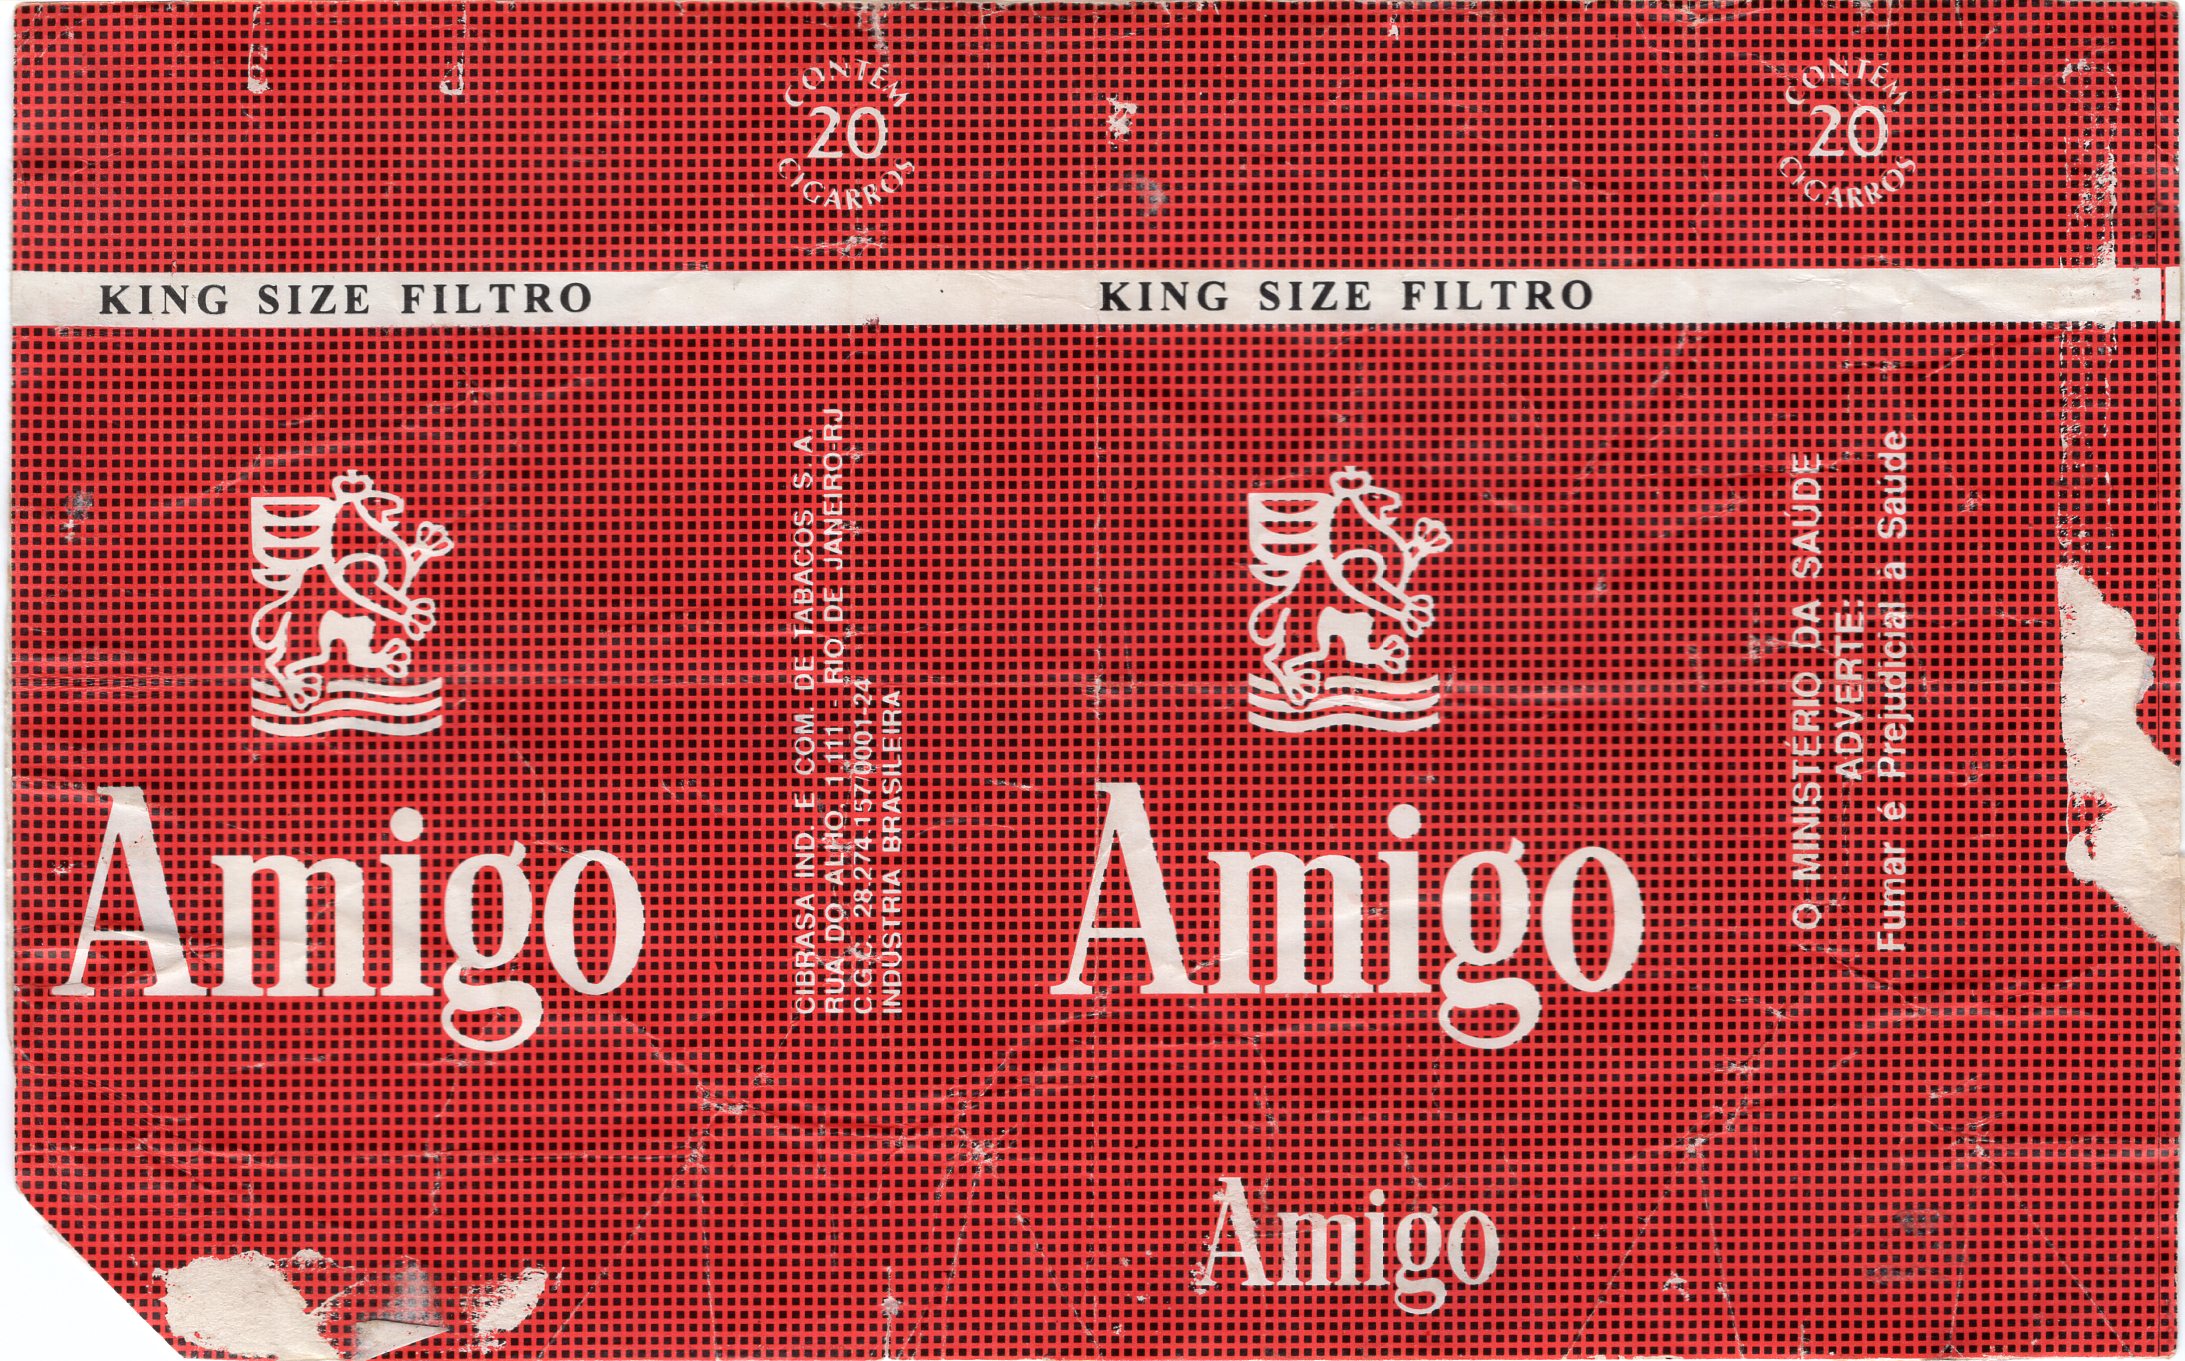 CONTÉM
20
CIGARROS
CONTÉM
20
CIGARROS
KING SIZE FILTRO
KING SIZE FILTRO
Amigo
CIBRASA IND. E COM. DE TABACOS S. A.
RUA DO ALHO, 1.111 - RIO DE JANEIRO-RJ
C.G.C. 28.274.157/0001-24
INDÚSTRIA BRASILEIRA
Amigo
O MINISTÉRIO DA SAÚDE
ADVERTE:
Fumar é Prejudicial à Saúde
Amigo